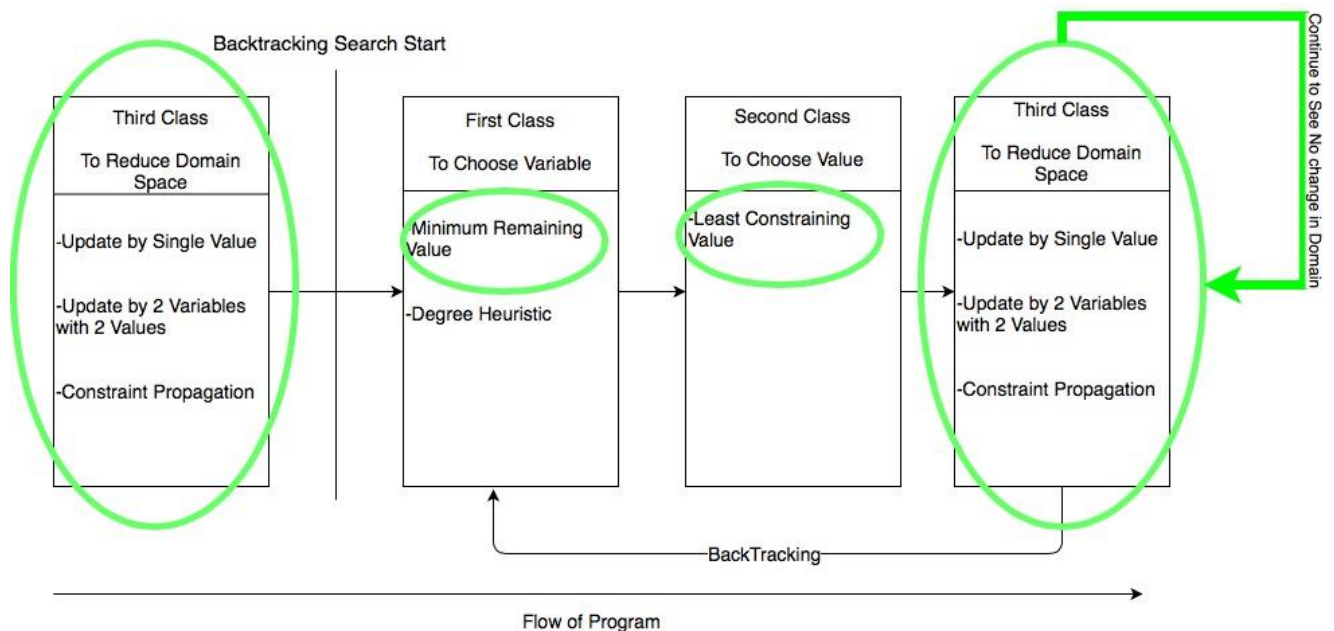 Backtracking Search Start
Third Class
To Reduce Domain
Space
-Update by Single Value
-Update by 2 Variables
with 2 Values
-Constraint Propagation
First Class
To Choose Variable
-Minimum Remaining
Value
-Degree Heuristic
Second Class
To Choose Value
-Least Constraining
Value
Third Class
To Reduce Domain
Space
-Update by Single Value
-Update by 2 Variables
with 2 Values
-Constraint Propagation
Continue to See No change in Domain
BackTracking
Flow of Program